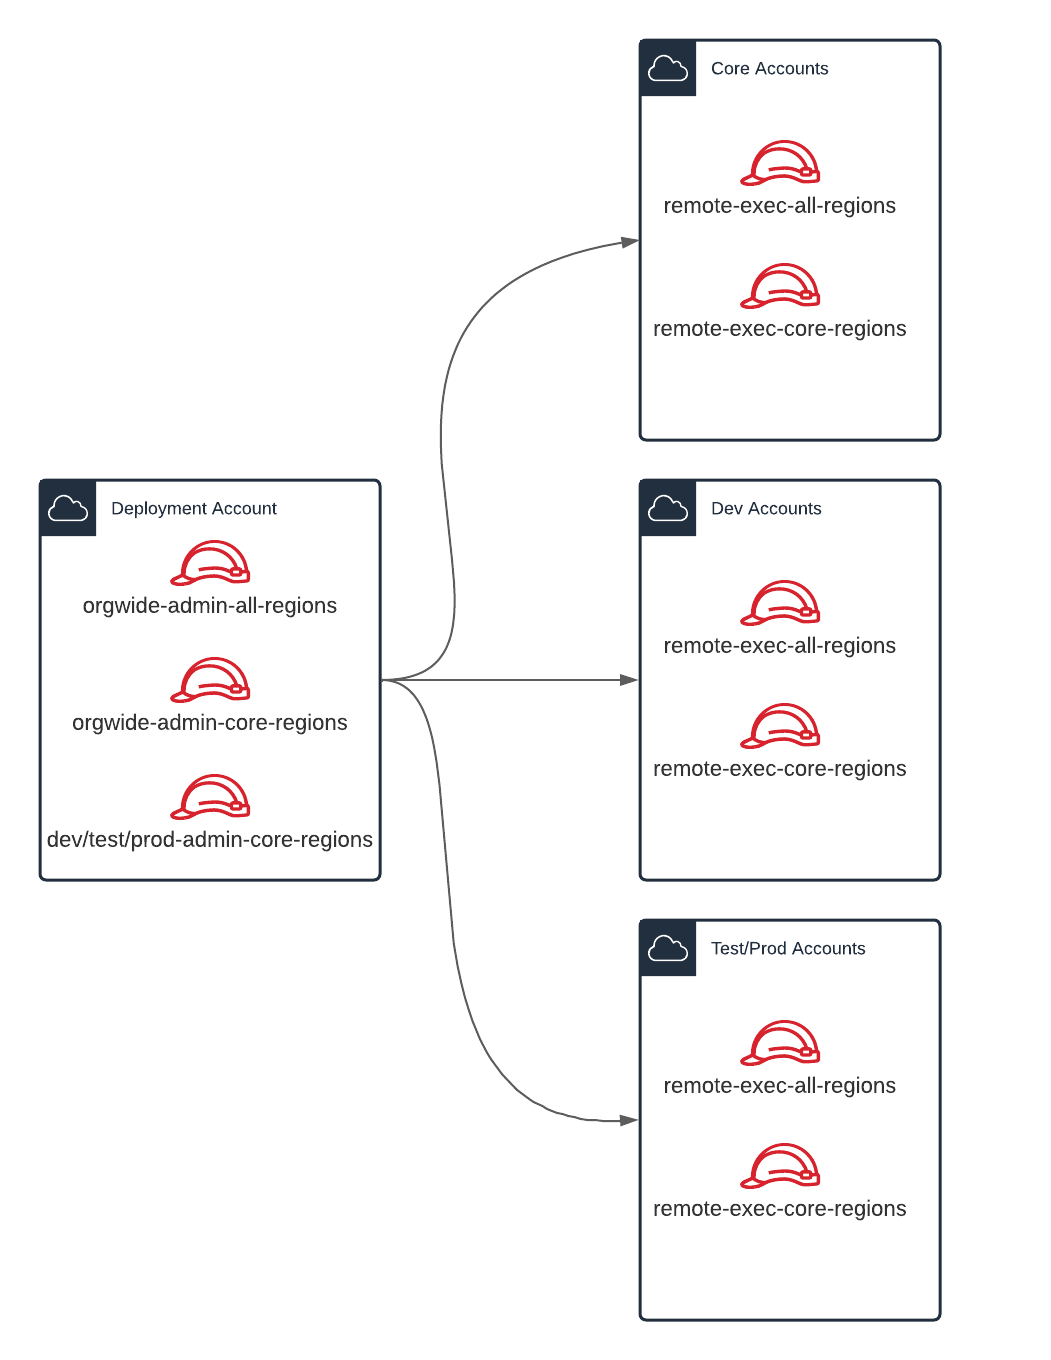 Core Accounts
remote-exec-all-regions
remote-exec-core-regions
Deployment Account
orgwide-admin-all-regions
orgwide-admin-core-regions
dev/test/prod-admin-core-regions
Dev Accounts
remote-exec-all-regions
remote-exec-core-regions
Test/Prod Accounts
remote-exec-all-regions
remote-exec-core-regions